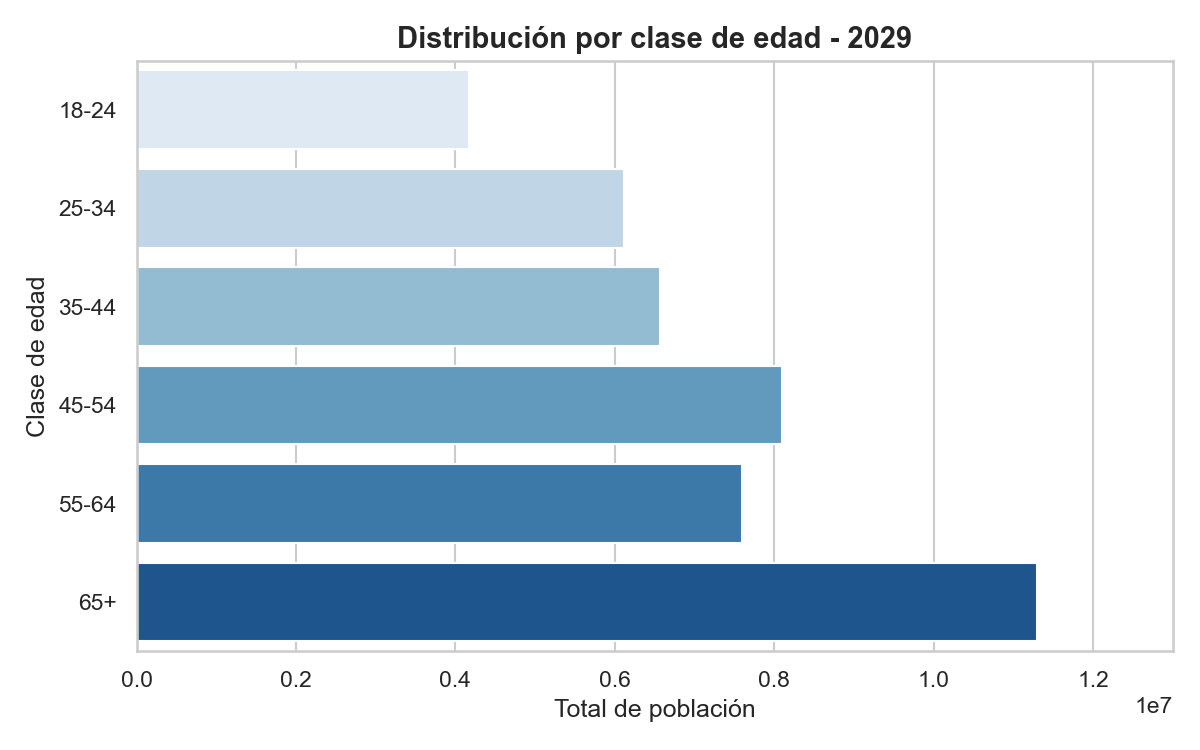 Distribución por clase de edad - 2029
Clase de edad
18-24
25-34
35-44
45-54
55-64
65+
0.0 0.2 0.4 0.6 0.8 1.0 1.2
1e7
Total de población